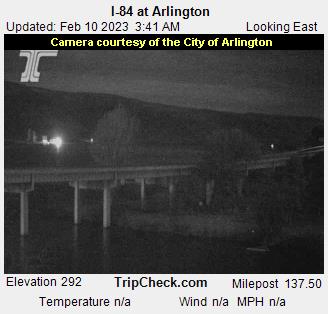 I-84 at Arlington
Updated: Feb 10 2023 3:41 AM Looking East
Camera courtesy of the City of Arlington
Elevation 292 TripCheck.com Milepost 137.50
Temperature n/a Wind n/a MPH n/a